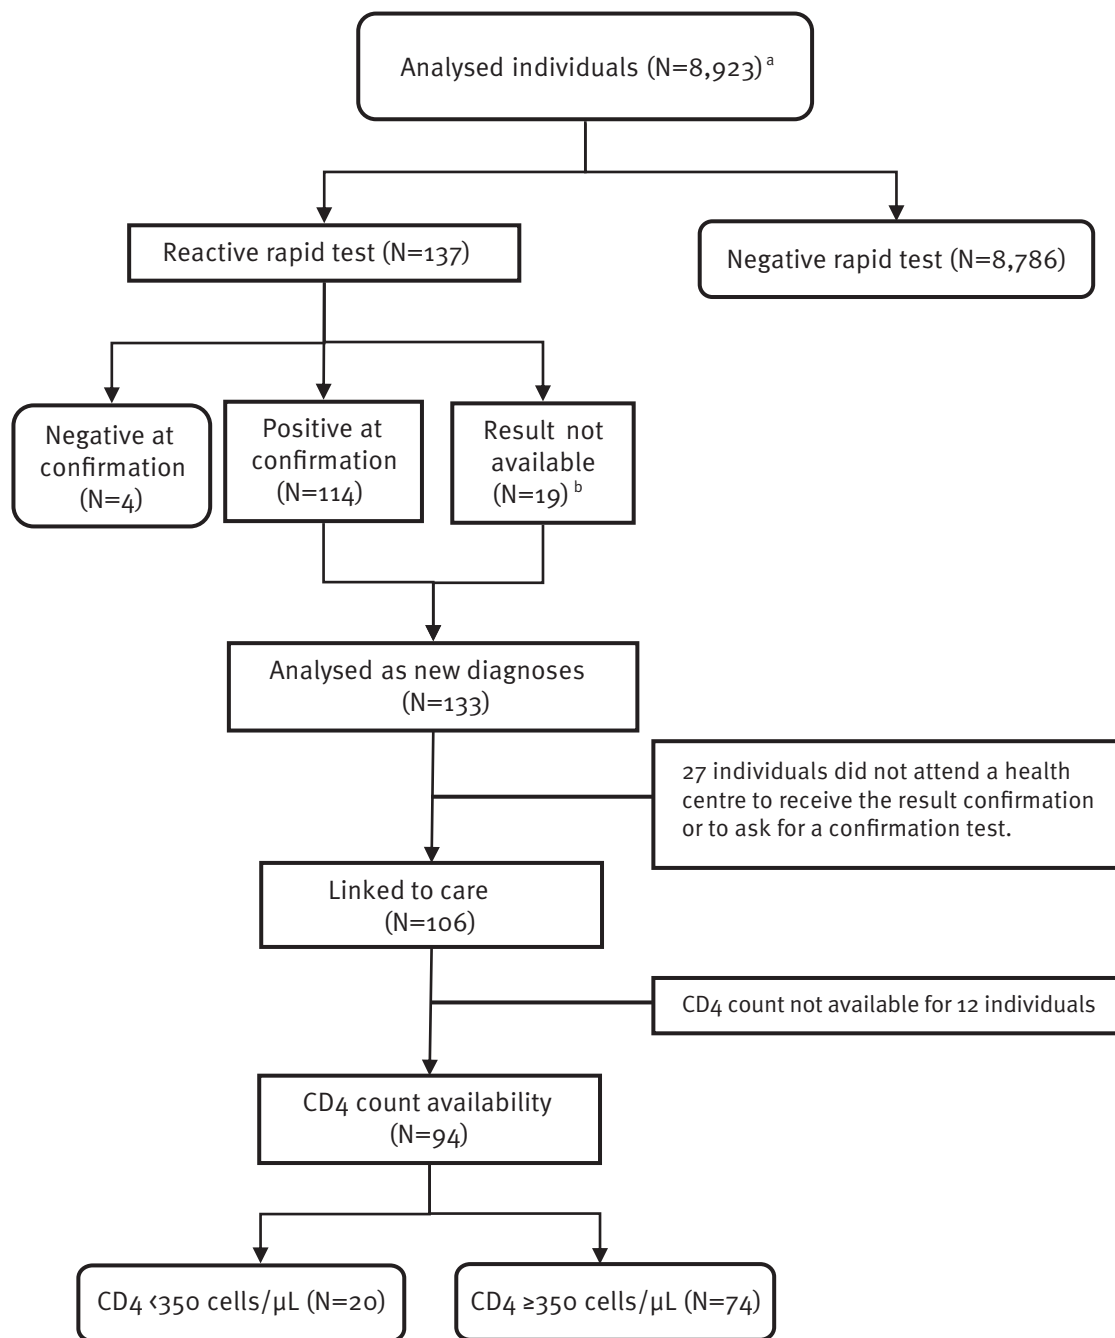 Analysed individuals (N=8,923) a
Reactive rapid test (N=137)
Negative rapid test (N=8,786)
Negative at
confirmation
(N=4)
Positive at
confirmation
(N=114)
Result not
available
(N=19) b
Analysed as new diagnoses
(N=133)
27 individuals did not attend a health
centre to receive the result confirmation
or to ask for a confirmation test.
Linked to care
(N=106)
CD4 count not available for 12 individuals
CD4 count availability
(N=94)
CD4 <350 cells/μL (N=20)
CD4 ≥350 cells/μL (N=74)